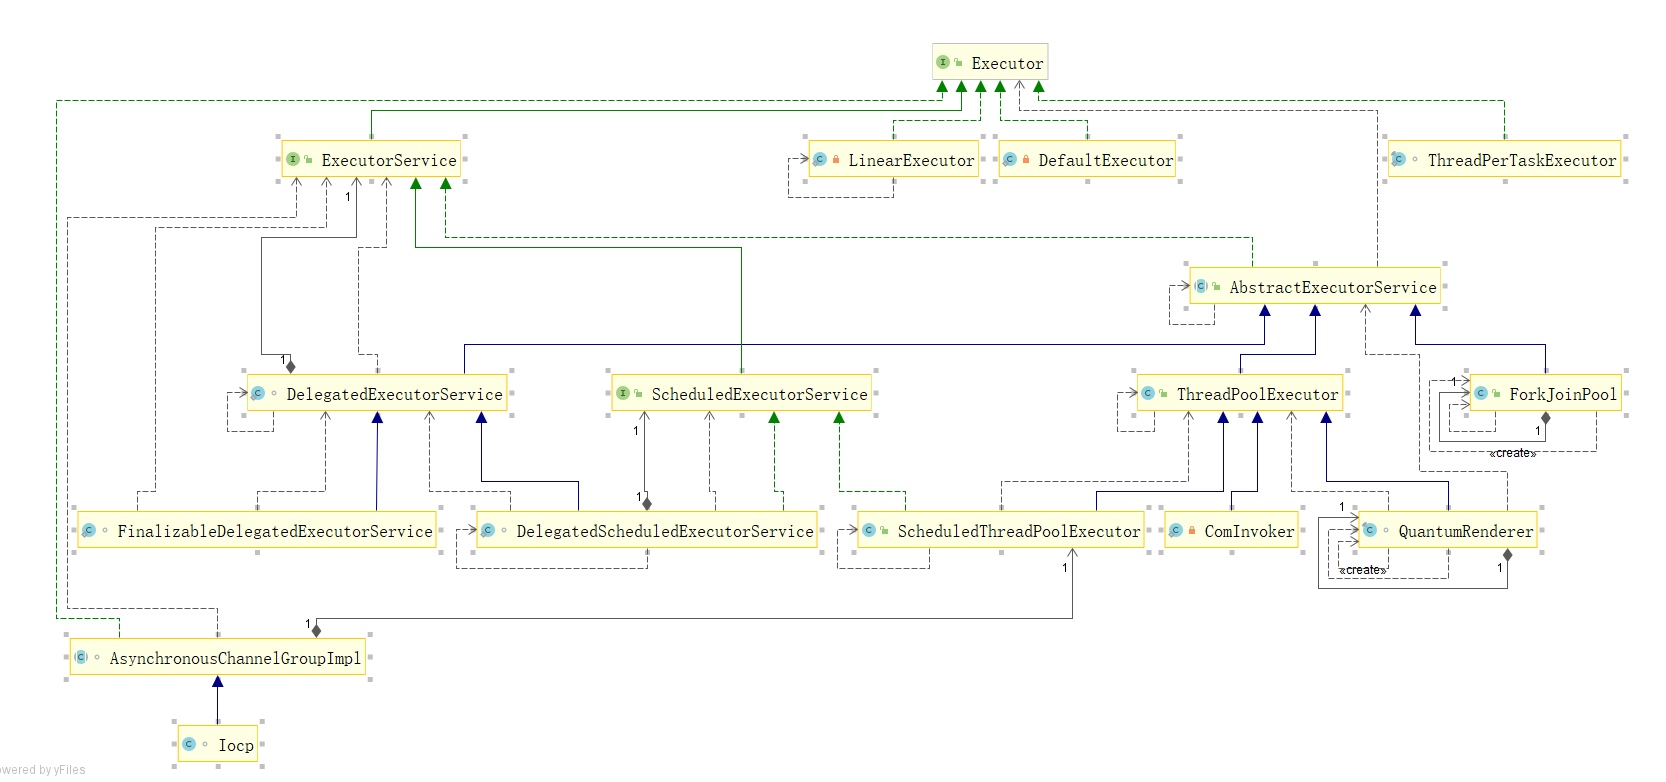 Executor
ExecutorService
LinearExecutor
DefaultExecutor
ThreadPerTaskExecutor
1
AbstractExecutorService
1
DelegatedExecutorService
ScheduledExecutorService
ThreadPoolExecutor
1
ForkJoinPool
1
1
«create»
1
1
FinalizableDelegatedExecutorService
DelegatedScheduledExecutorService
ScheduledThreadPoolExecutor
ComInvoker
QuantumRenderer
1
1
«create»
1
AsynchronousChannelGroupImpl
Iocp
owered by yFiles